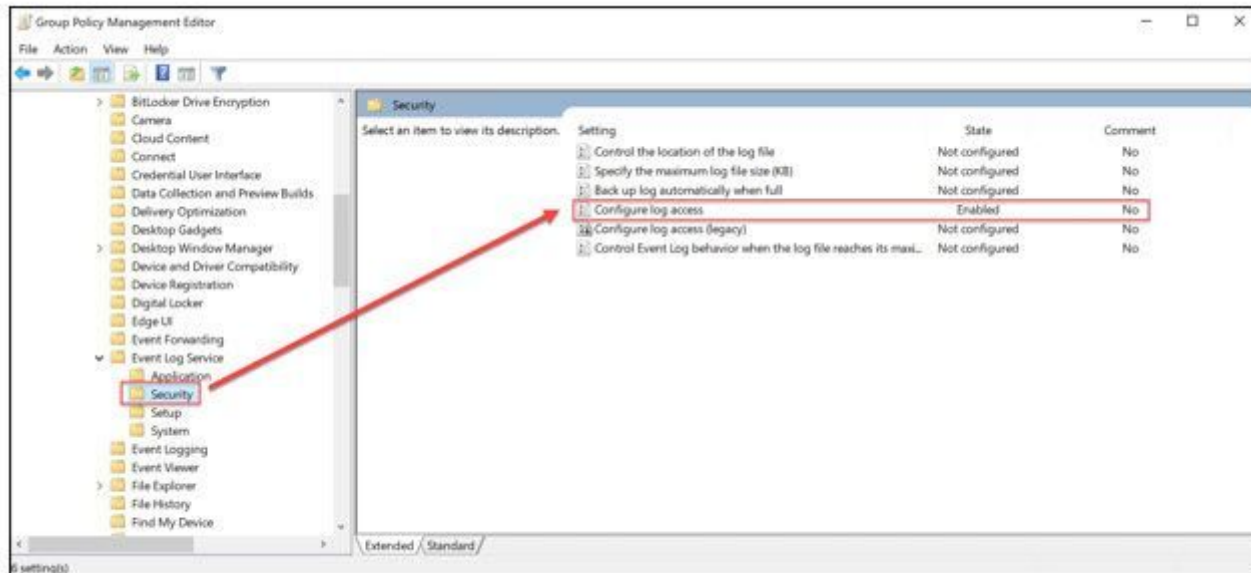 Group Policy Management Editor
File Action View Help
BitLocker Drive Encryption
Camera
Cloud Content
Connect
Credential User Interface
Data Collection and Preview Builds
Delivery Optimization
Desktop Gadgets
Desktop Window Manager
Device and Driver Compatibility
Device Registration
Digital Locker
Edge UI
Event Forwarding
Event Log Service
Application
Security
Setup
System
Event Logging
Event Viewer
File Explorer
File History
Find My Device
Security
Select an item to view its description.
Setting State Comment
Control the location of the log file Not configured No
Specify the maximum log file size (KB) Not configured No
Back up log automatically when full Not configured No
Configure log access Enabled No
Configure log access (legacy) Not configured No
Control Event Log behavior when the log file reaches its maxi... Not configured No
Extended Standard
6 setting(s)